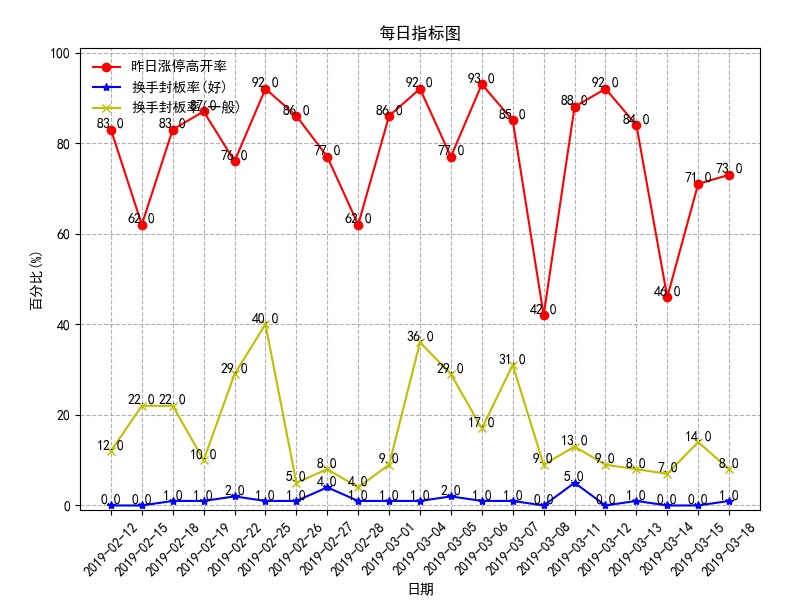 每日指标图
昨日涨停高开率
换手封板率(好)
换手封板率(一般)
百分比(%)
100
80
60
40
20
0
83.0 62.0 83.0 87.0 76.0 92.0 86.0 77.0 62.0 86.0 92.0 77.0 93.0 85.0 42.0 88.0 92.0 84.0 46.0 71.0 73.0
12.0 22.0 22.0 10.0 29.0 40.0 5.0 8.0 4.0 9.0 36.0 29.0 17.0 31.0 9.0 13.0 9.0 8.0 7.0 14.0 8.0
0.0 0.0 1.0 1.0 2.0 1.0 1.0 4.0 1.0 1.0 1.0 2.0 1.0 1.0 0.0 5.0 0.0 1.0 0.0 0.0 1.0
2019-02-12 2019-02-15 2019-02-18 2019-02-19 2019-02-22 2019-02-25 2019-02-26 2019-02-27 2019-02-28 2019-03-01 2019-03-04 2019-03-05 2019-03-06 2019-03-07 2019-03-08 2019-03-11 2019-03-12 2019-03-13 2019-03-14 2019-03-15 2019-03-18
日期